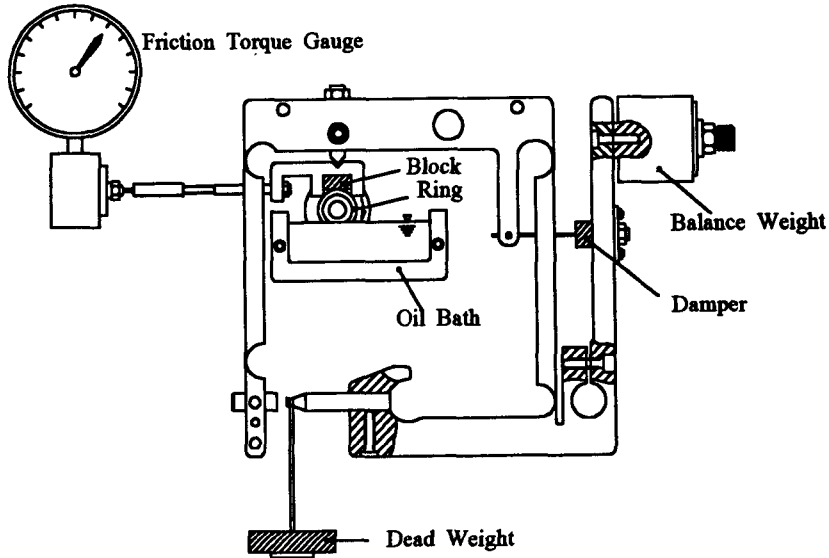 Friction Torque Gauge
Block
Ring
Balance Weight
Damper
Oil Bath
Dead Weight